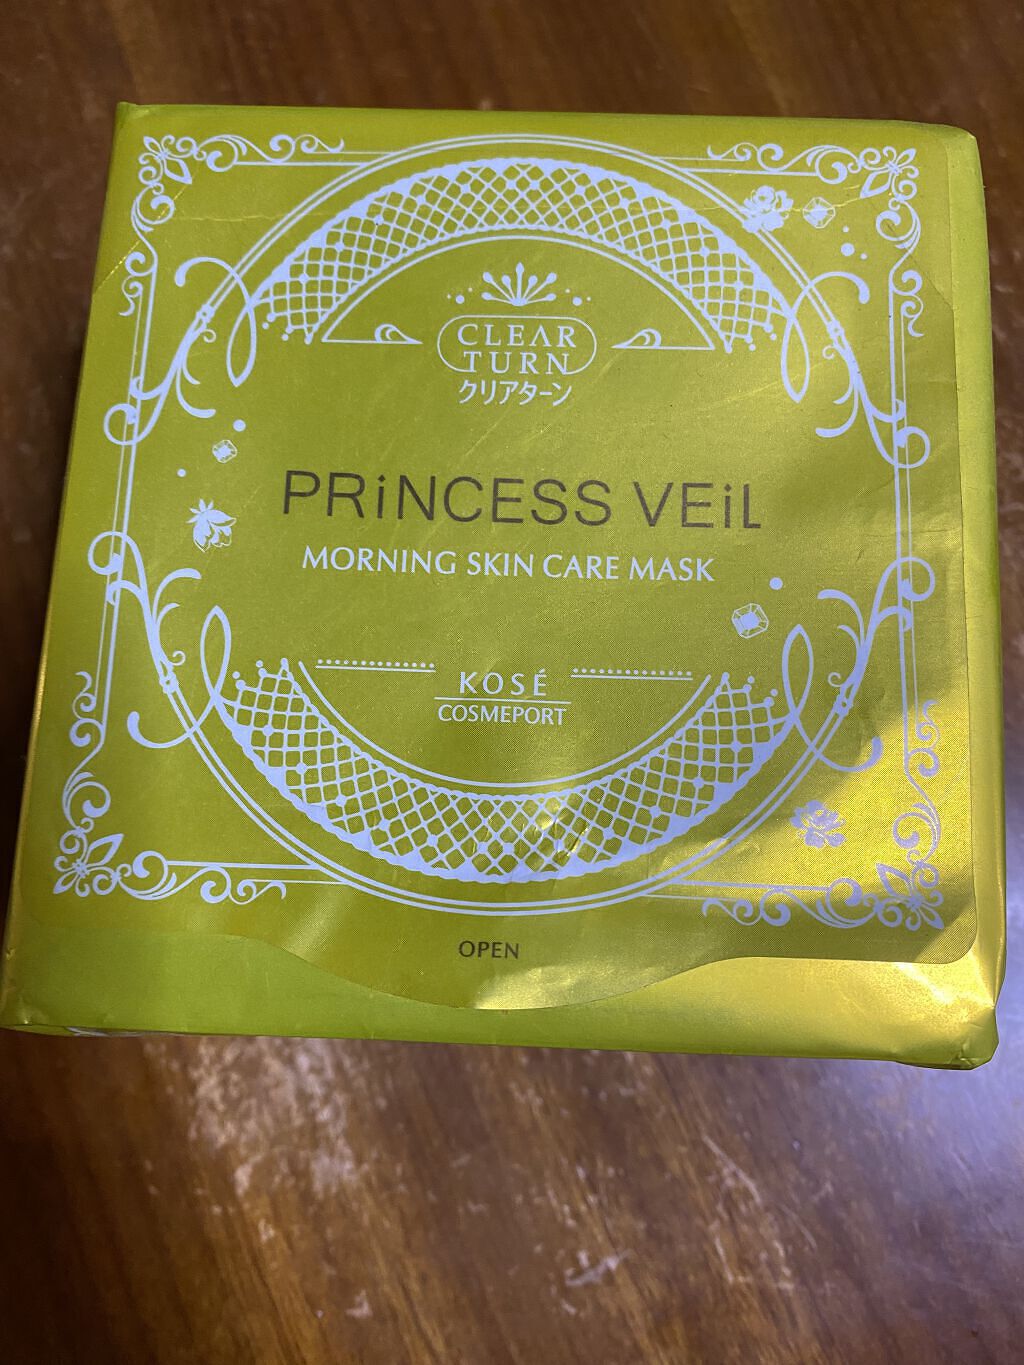 CLEAR
TURN
クリアターン
PRiNCESS VEiL
MORNING SKIN CARE MASK
KOSÉ
COSMEPORT
OPEN